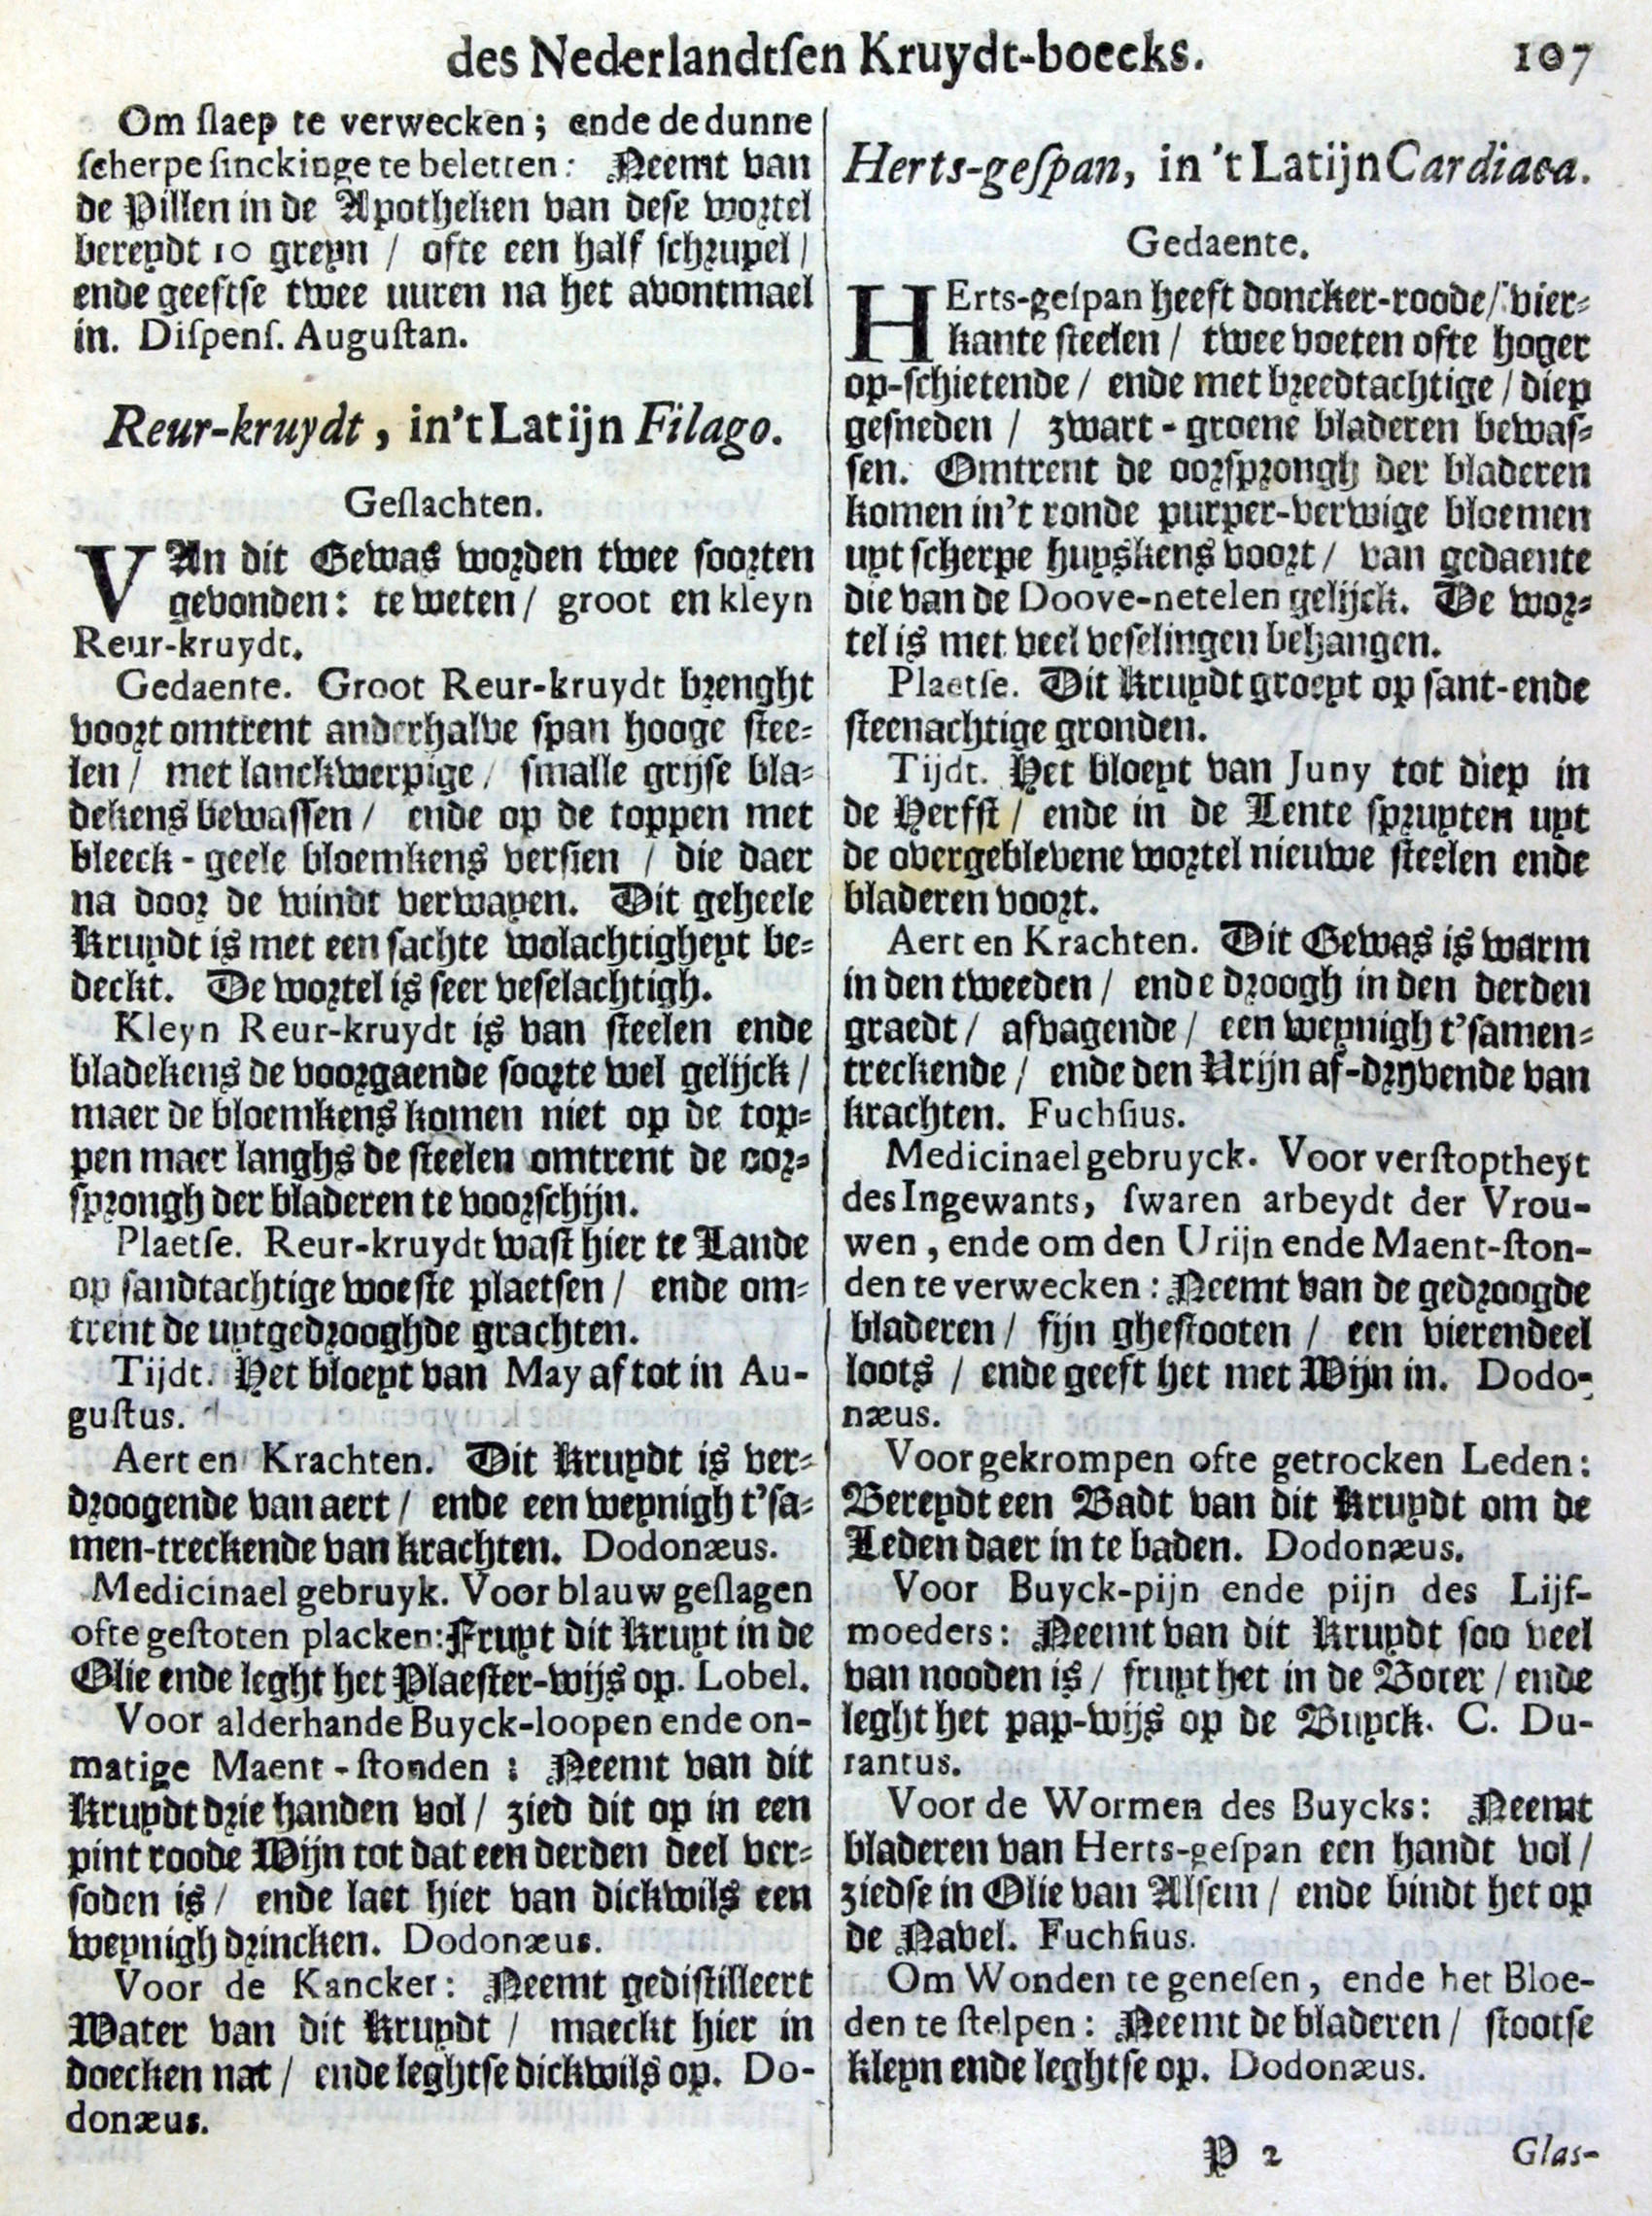 des Nederlandtſen Kruydt-boecks. 107
Om ſlaep te verwecken; ende de dunne
ſcherpe ſinckinge te beletten: Neemt van
de Pillen in de Apotheken van deſe wortel
bereydt 10 greyn / ofte een half ſchrupel /
ende geeftſe twee uuren na het avontmael
in. Diſpenſ. Auguſtan.
Reur-kruydt, in't Latijn Filago.
Geſlachten.
VAn dit Gewas worden twee ſoorten
gevonden: te weten / groot en kleyn
Reur-kruydt.
Gedaente. Groot Reur-kruydt brenght
voort omtrent anderhalve ſpan hooge ſtee-
len / met lanckwerpige / ſmalle grijſe bla-
dekens bewaſſen / ende op de toppen met
bleeck-geele bloemkens verſien / die daer
na door de windt verwayen. Dit geheele
Kruydt is met een ſachte wolachtigheyt be-
deckt. De wortel is ſeer veſelachtigh.
Kleyn Reur-kruydt is van ſteelen ende
bladekens de voorgaende ſoorte wel gelijck /
maer de bloemkens komen niet op de top-
pen maer langhs de ſteelen omtrent de oor-
ſprongh der bladeren te voorſchijn.
Plaetſe. Reur-kruydt waſt hier te Lande
op ſandtachtige woeſte plaetſen / ende om-
trent de uytgedrooghde grachten.
Tijdt. Het bloeyt van May af tot in Au-
guſtus.
Aert en Krachten. Dit Kruydt is ver-
droogende van aert / ende een weynigh t'ſa-
men-treckende van krachten. Dodonæus.
Medicinael gebruyk. Voor blauw geſlagen
ofte geſtoten placken: Fruyt dit Kruyt in de
Olie ende leght het Plaeſter-wijs op. Lobel.
Voor alderhande Buyck-loopen ende on-
matige Maent-ſtonden: Neemt van dit
Kruydt drie handen vol / zied dit op in een
pint roode Wijn tot dat een derden deel ver-
ſoden is / ende laet hier van dickwils een
weynigh drincken. Dodonæus.
Voor de Kancker: Neemt gediſtilleert
Water van dit Kruydt / maeckt hier in
doecken nat / ende leghtſe dickwils op. Do-
donæus.
Herts-geſpan, in 't Latijn Cardiaca.
Gedaente.
HErts-geſpan heeft doncker-roode / vier-
kante ſteelen / twee voeten ofte hoger
op-ſchietende / ende met breedtachtige / diep
geſneden / zwart-groene bladeren bewaſ-
ſen. Omtrent de oorſprongh der bladeren
komen in't ronde purper-verwige bloemen
uyt ſcherpe huyskens voort / van gedaente
die van de Doove-netelen gelijck. De wor-
tel is met veel veſelingen behangen.
Plaetſe. Dit Kruydt groeyt op ſant-ende
ſteenachtige gronden.
Tijdt. Het bloeyt van Juny tot diep in
de Herfſt / ende in de Lente ſpruyten uyt
de overgeblevene wortel nieuwe ſteelen ende
bladeren voort.
Aert en Krachten. Dit Gewas is warm
in den tweeden / ende droogh in den derden
graedt / afvagende / een weynigh t'ſamen-
treckende / ende den Urijn af-dryvende van
krachten. Fuchſius.
Medicinael gebruyck. Voor verſtoptheyt
des Ingewants, ſwaren arbeydt der Vrou-
wen, ende om den Urijn ende Maent-ſton-
den te verwecken: Neemt van de gedroogde
bladeren / fijn gheſtooten / een vierendeel
loots / ende geeft het met Wijn in. Dodo-
næus.
Voor gekrompen ofte getrocken Leden:
Bereydt een Badt van dit Kruydt om de
Leden daer in te baden. Dodonæus.
Voor Buyck-pijn ende pijn des Lijf-
moeders: Neemt van dit Kruydt ſoo veel
van nooden is / fruyt het in de Boter / ende
leght het pap-wijs op de Buyck. C. Du-
rantus.
Voor de Wormen des Buycks: Neemt
bladeren van Herts-geſpan een handt vol /
ziedſe in Olie van Alſem / ende bindt het op
de Navel. Fuchſius.
Om Wonden te geneſen, ende het Bloe-
den te ſtelpen: Neemt de bladeren / ſtootſe
kleyn ende leghtſe op. Dodonæus.
P 2 Glas-